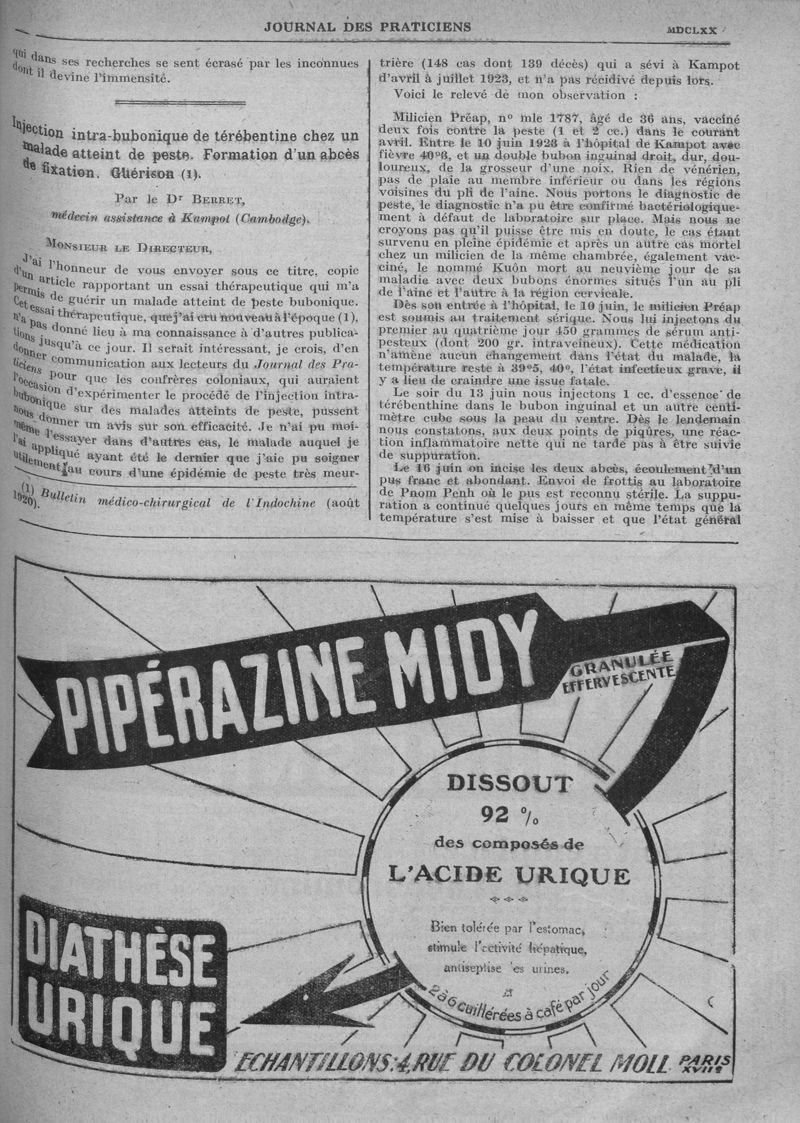 JOURNAL DES PRATICIENS
MDCLXX
qui dans ses recherches se sent écrasé par les inconnues
dont il devine l'immensité.
Injection intra-bubonique de térébentine chez un
malade atteint de peste. Formation d'un abcès
de fixation. Guérison (1).
Par le Dr BERRET,
médecin assistance à Kampot (Cambodge).
MONSIEUR LE DIRECTEUR,
J'ai l'honneur de vous envoyer sous ce titre, copie
d'un article rapportant un essai thérapeutique qui m'a
permis de guérir un malade atteint de peste bubonique.
Cet essai thérapeutique, que j'ai cru nouveau à l'époque (1),
n'a pas donné lieu à ma connaissance à d'autres publica-
tions jusqu'à ce jour. Il serait intéressant, je crois, d'en
donner communication aux lecteurs du Journal des Pra-
ticiens pour que les confrères coloniaux, qui auraient
l'occasion d'expérimenter le procédé de l'injection intra-
bubonique sur des malades atteints de peste, pussent
nous donner un avis sur son efficacité. Je n'ai pu moi-
même l'essayer dans d'autres cas, le malade auquel je
l'ai appliqué ayant été le dernier que j'aie pu soigner
utilement au cours d'une épidémie de peste très meur-
(1) Bulletin médico-chirurgical de l'Indochine (août
1920).
trière (148 cas dont 139 décès) qui a sévi à Kampot
d'avril à juillet 1923, et n'a pas récidivé depuis lors.
Voici le relevé de mon observation :
Milicien Préap, no mle 1787, âgé de 36 ans, vacciné
deux fois contre la peste (1 et 2 cc.) dans le courant
avril. Entre le 10 juin 1923 à l'hôpital de Kampot avec
fièvre 40°6, et un double bubon inguinal droit, dur, dou-
loureux, de la grosseur d'une noix. Rien de vénérien,
pas de plaie au membre inférieur ou dans les régions
voisines du pli de l'aine. Nous portons le diagnostic de
peste, le diagnostic n'a pu être confirmé bactériologique-
ment à défaut de laboratoire sur place. Mais nous ne
croyons pas qu'il puisse être mis en doute, le cas étant
survenu en pleine épidémie et après un autre cas mortel
chez un milicien de la même chambrée, également vac-
ciné, le nommé Kuôn mort au neuvième jour de sa
maladie avec deux bubons énormes situés l'un au pli
de l'aine et l'autre à la région cervicale.
Dès son entrée à l'hôpital, le 10 juin, le milicien Préap
est soumis au traitement sérique. Nous lui injectons du
premier au quatrième jour 450 grammes de sérum anti-
pesteux (dont 200 gr. intraveineux). Cette médication
n'amène aucun changement dans l'état du malade, la
température reste à 39°5, 40°, l'état infectieux grave, il
y a lieu de craindre une issue fatale.
Le soir du 13 juin nous injectons 1 cc. d'essence de
térébenthine dans le bubon inguinal et un autre centi-
mètre cube sous la peau du ventre. Dès le lendemain
nous constatons, aux deux points de piqûres, une réac-
tion inflammatoire nette qui ne tarde pas à être suivie
de suppuration.
Le 16 juin on incise les deux abcès, écoulement d'un
pus franc et abondant. Envoi de frottis au laboratoire
de Pnom Penh où le pus est reconnu stérile. La suppu-
ration a continué quelques jours en même temps que la
température s'est mise à baisser et que l'état général
PIPÉRAZINE MIDY
GRANULÉE
EFFERVESCENTE
DISSOUT
92 %
des composés de
L'ACIDE URIQUE
Bien tolérée par l'estomac,
stimule l'activité hépatique,
antiseptise les urines.
2 à 6 cuillérées à café par jour
DIATHÈSE
URIQUE
ECHANTILLONS: 4, RUE DU COLONEL MOLL PARIS
XVIIe